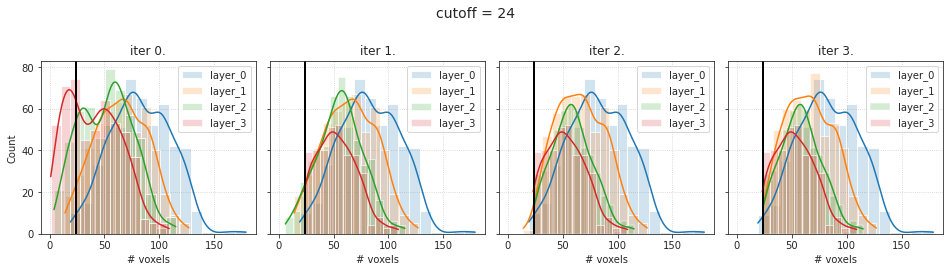 cutoff = 24
iter 0.
iter 1.
iter 2.
iter 3.
Count
80
60
40
20
0
layer_0
layer_1
layer_2
layer_3
layer_0
layer_1
layer_2
layer_3
layer_0
layer_1
layer_2
layer_3
layer_0
layer_1
layer_2
layer_3
0 50 100 150
0 50 100 150
0 50 100 150
0 50 100 150
# voxels
# voxels
# voxels
# voxels